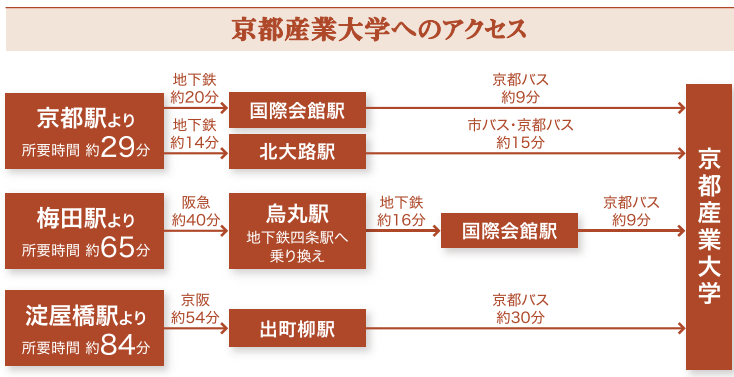 京都産業大学へのアクセス
京都駅より
所要時間 約29分
地下鉄
約20分
国際会館駅
京都バス
約9分
地下鉄
約14分
北大路駅
市バス・京都バス
約15分
梅田駅より
所要時間 約65分
阪急
約40分
烏丸駅
地下鉄四条駅へ
乗り換え
地下鉄
約16分
国際会館駅
京都バス
約9分
淀屋橋駅より
所要時間 約84分
京阪
約54分
出町柳駅
京都バス
約30分
京都産業大学